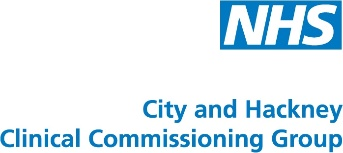 NHS
City and Hackney
Clinical Commissioning Group